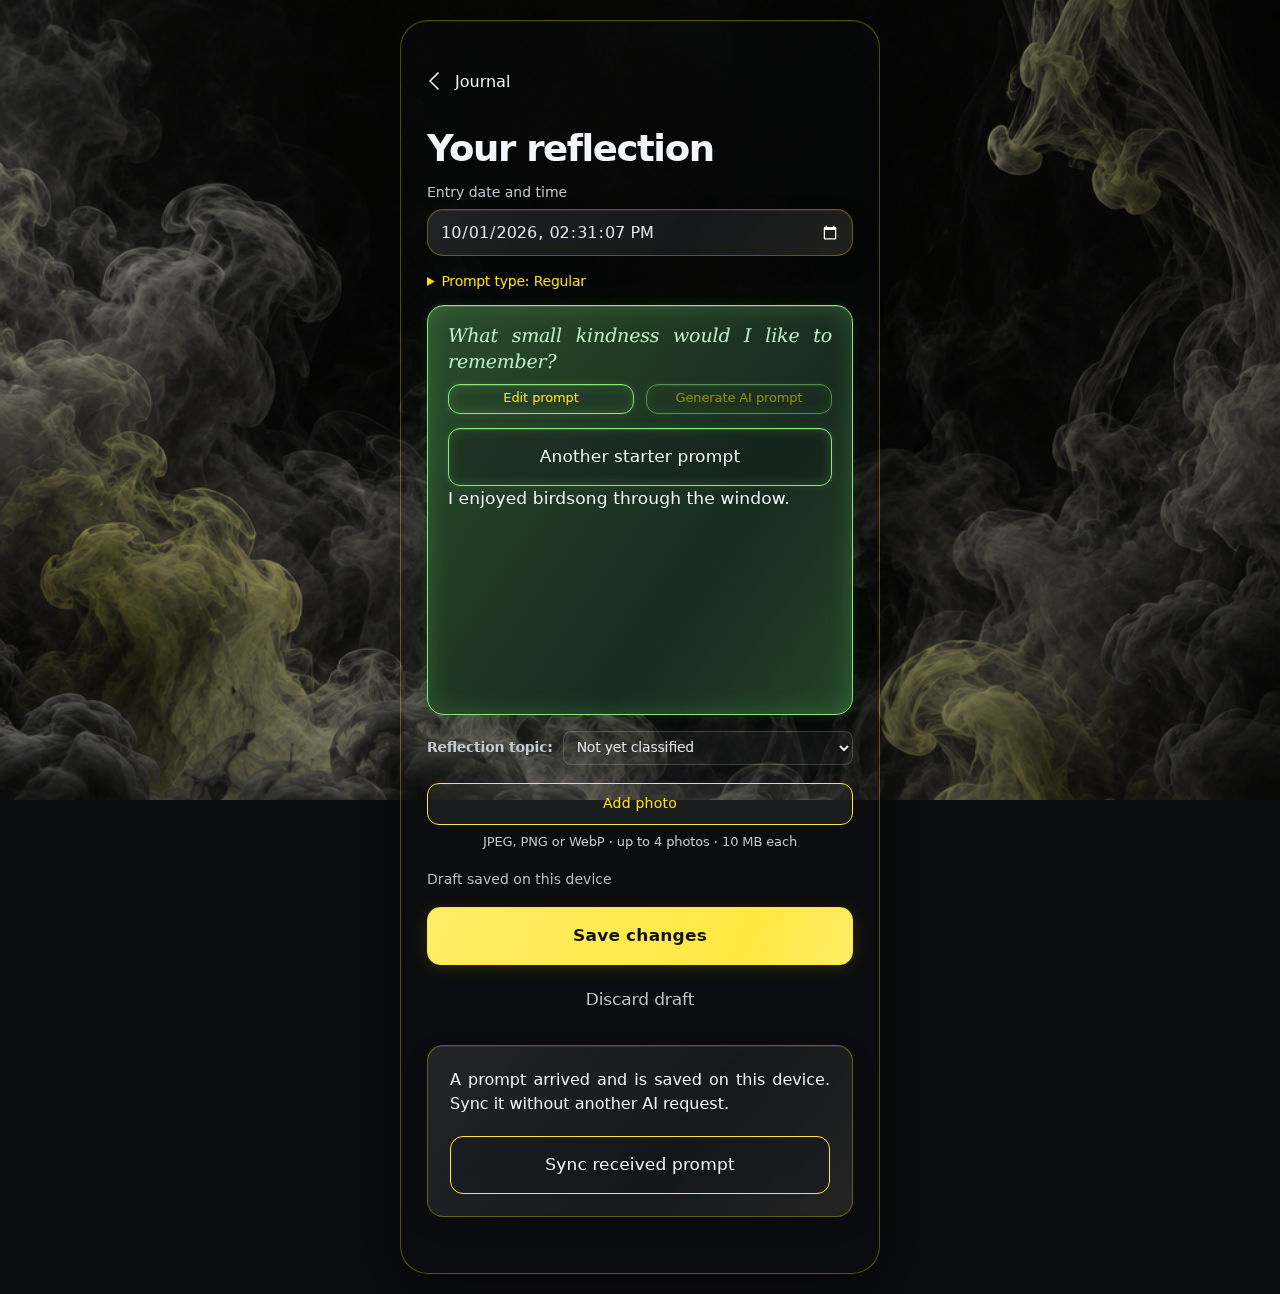 Journal
Your reflection
Entry date and time
10/01/2026, 02:31:07 PM
Prompt type: Regular
What small kindness would I like to
remember?
Edit prompt
Generate AI prompt
Another starter prompt
I enjoyed birdsong through the window.
Reflection topic:
Not yet classified
Add photo
JPEG, PNG or WebP · up to 4 photos · 10 MB each
Draft saved on this device
Save changes
Discard draft
A prompt arrived and is saved on this device.
Sync it without another AI request.
Sync received prompt